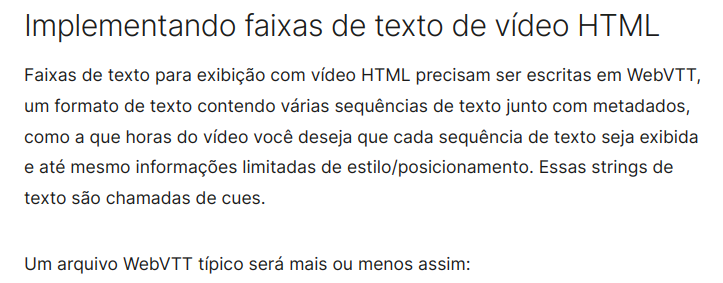 Implementando faixas de texto de vídeo HTML
Faixas de texto para exibição com vídeo HTML precisam ser escritas em WebVTT,
um formato de texto contendo várias sequências de texto junto com metadados,
como a que horas do vídeo você deseja que cada sequência de texto seja exibida
e até mesmo informações limitadas de estilo/posicionamento. Essas strings de
texto são chamadas de cues.
Um arquivo WebVTT típico será mais ou menos assim: